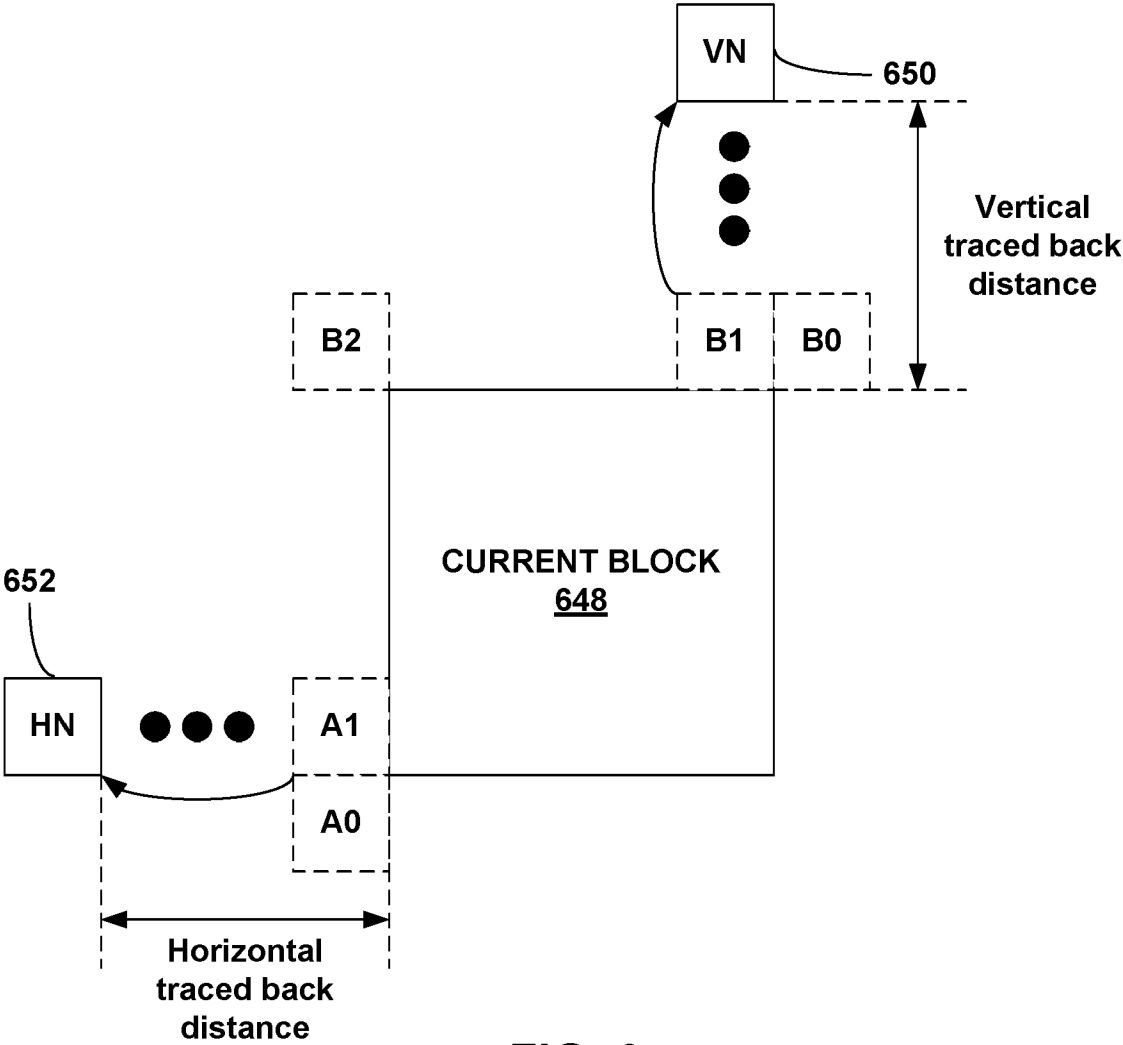 VN
650
Vertical
traced back
distance
B2
B1
B0
CURRENT BLOCK
648
652
HN
A1
A0
Horizontal
traced back
distance